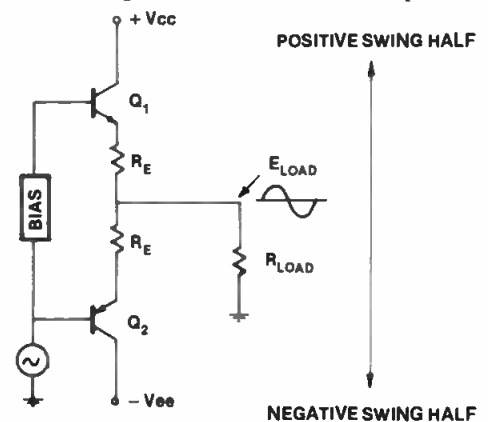 + Vcc
POSITIVE SWING HALF
Q1
RE
ELOAD
BIAS
RE
RLOAD
Q2
- Vee
NEGATIVE SWING HALF